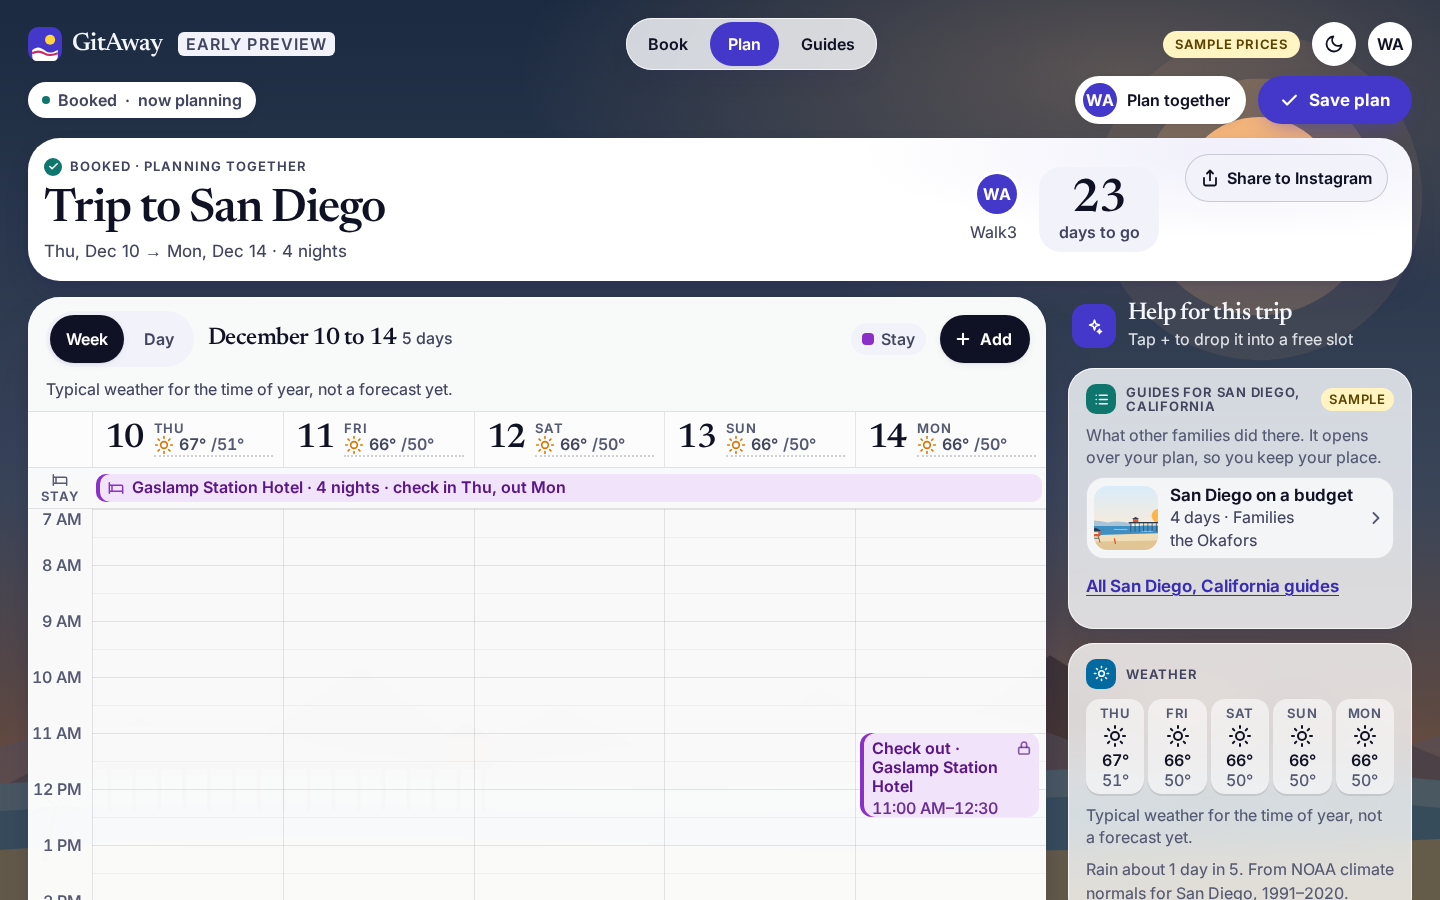 GitAway EARLY PREVIEW
Book Plan Guides
SAMPLE PRICES
WA
Booked · now planning
WA Plan together
Save plan
BOOKED · PLANNING TOGETHER
Trip to San Diego
Thu, Dec 10 → Mon, Dec 14 · 4 nights
WA
Walk3
23
days to go
Share to Instagram
Week Day
December 10 to 14 5 days
Stay
+ Add
Typical weather for the time of year, not a forecast yet.
10 THU 67° /51°
11 FRI 66° /50°
12 SAT 66° /50°
13 SUN 66° /50°
14 MON 66° /50°
STAY
Gaslamp Station Hotel · 4 nights · check in Thu, out Mon
7 AM
8 AM
9 AM
10 AM
11 AM
12 PM
1 PM
Check out ·
Gaslamp Station
Hotel
11:00 AM–12:30
Help for this trip
Tap + to drop it into a free slot
GUIDES FOR SAN DIEGO,
CALIFORNIA
SAMPLE
What other families did there. It opens
over your plan, so you keep your place.
San Diego on a budget
4 days · Families
the Okafors
All San Diego, California guides
WEATHER
THU FRI SAT SUN MON
67° 66° 66° 66° 66°
51° 50° 50° 50° 50°
Typical weather for the time of year, not
a forecast yet.
Rain about 1 day in 5. From NOAA climate
normals for San Diego, 1991–2020.